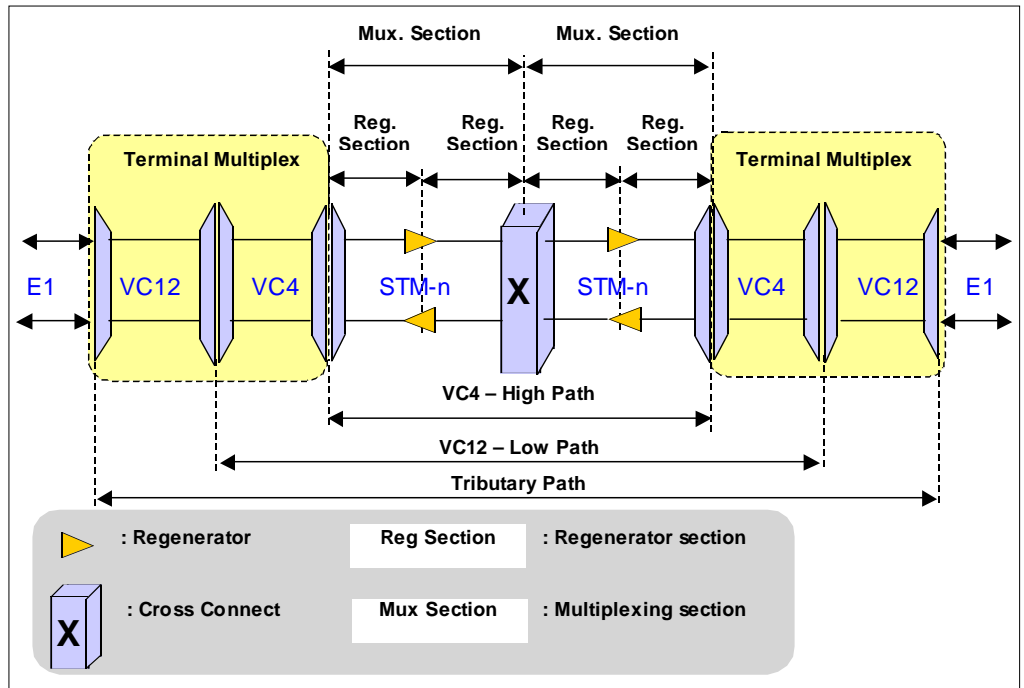 Mux. Section Mux. Section
Reg. Section Reg. Section Reg. Section Reg. Section
Terminal Multiplex Terminal Multiplex
E1 VC12 VC4 STM-n X STM-n VC4 VC12 E1
VC4 – High Path
VC12 – Low Path
Tributary Path
: Regenerator Reg Section : Regenerator section
X : Cross Connect Mux Section : Multiplexing section